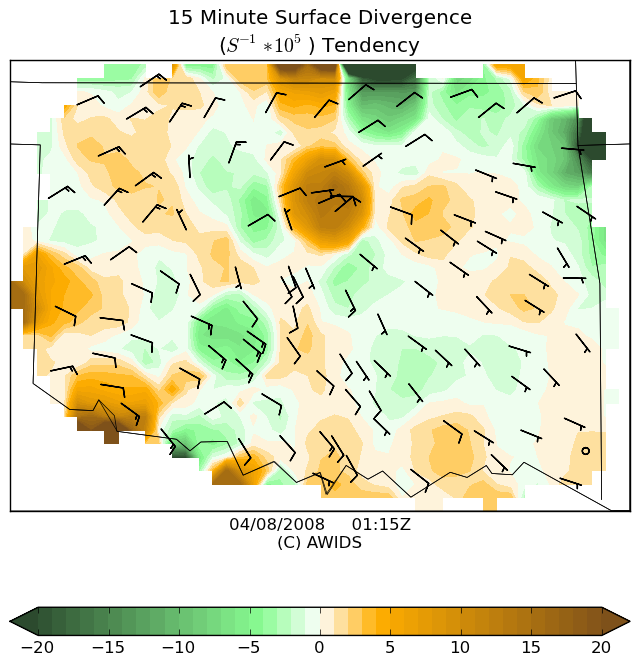 15 Minute Surface Divergence
(S⁻¹ *10⁵ ) Tendency
04/08/2008 01:15Z
(C) AWIDS
−20 −15 −10 −5 0 5 10 15 20